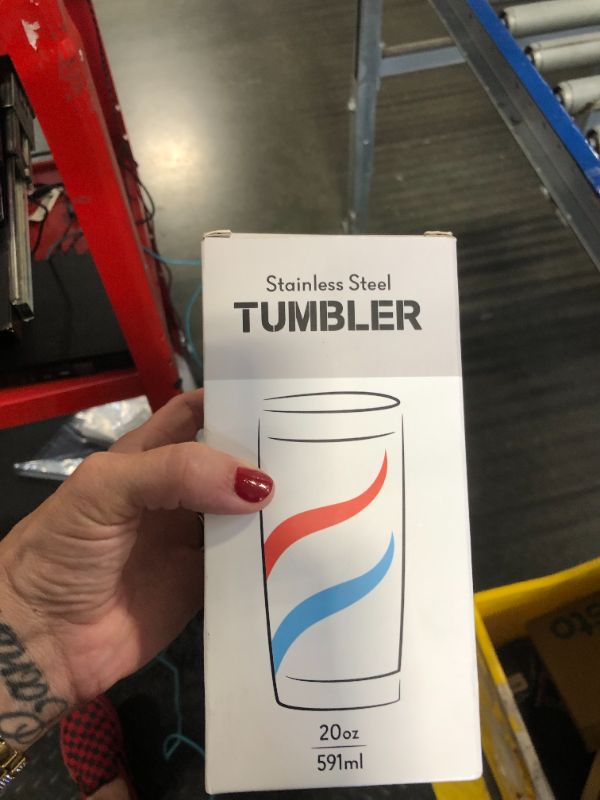 Stainless Steel
TUMBLER
20oz
591ml